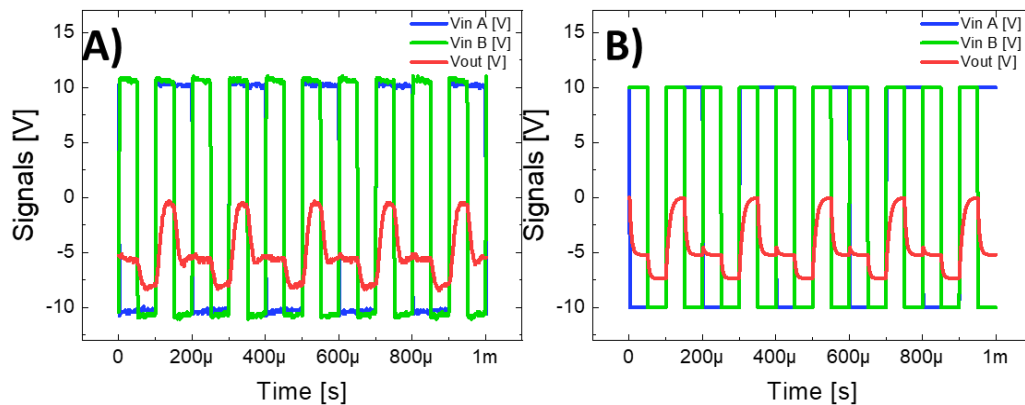 A)
Vin A [V]
Vin B [V]
Vout [V]
15
10
5
0
-5
-10
Signals [V]
0
200µ
400µ
600µ
800µ
1m
Time [s]
B)
Vin A [V]
Vin B [V]
Vout [V]
15
10
5
0
-5
-10
Signals [V]
0
200µ
400µ
600µ
800µ
1m
Time [s]